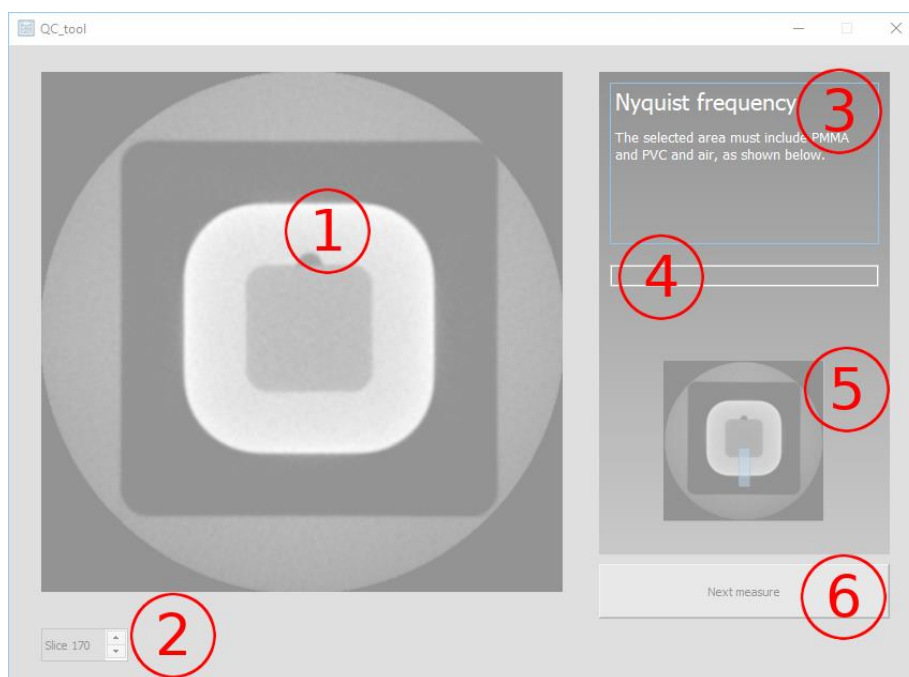 QC_tool
1
Nyquist frequency
3
The selected area must include PMMA
and PVC and air, as shown below.
4
5
Next measure
6
Slice 170
2